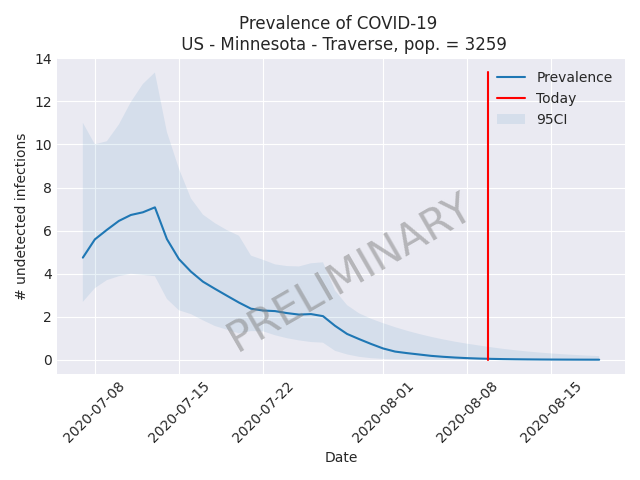 Prevalence of COVID-19
US - Minnesota - Traverse, pop. = 3259
# undetected infections
14
12
10
8
6
4
2
0
Prevalence
Today
95CI
PRELIMINARY
2020-07-08
2020-07-15
2020-07-22
2020-08-01
2020-08-08
2020-08-15
Date